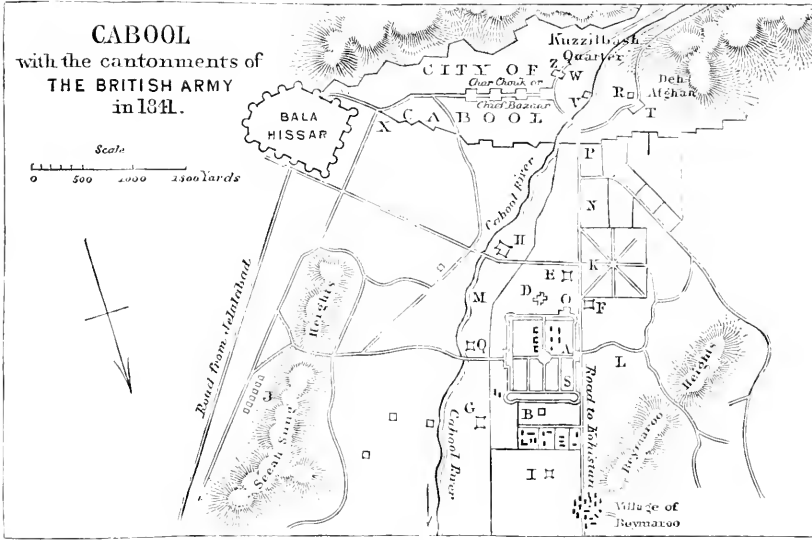 CABOOL
with the cantonments of
THE BRITISH ARMY
in 1841.
Scale
0 500 1000 1500 Yards
BALA
HISSAR
CITY OF
Char Chouk or
Chief Bazaar
CABOOL
Kuzzilbash
Quarter
Deh
Afghan
Z
W
V
R
T
X
P
N
Cabool River
H
K
E
D
O
F
M
Q
A
L
S
G
B
I
3
Heights
Road from Jelalabad
Seeah Sung
Cabool River
Road to Kohistan
Beymaroo
Heights
Village of
Beymaroo